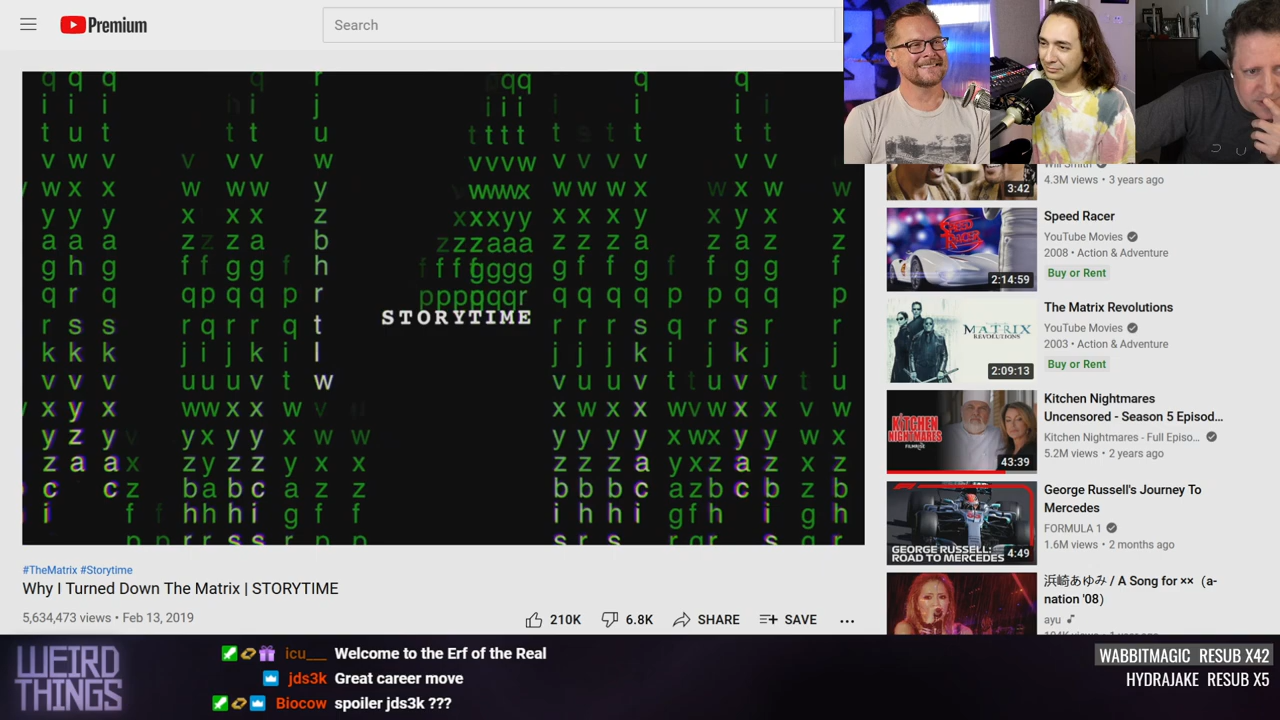 Premium
Search
STORYTIME
#TheMatrix #Storytime
Why I Turned Down The Matrix | STORYTIME
5,634,473 views • Feb 13, 2019
210K
6.8K
SHARE
SAVE
4.3M views • 3 years ago
3:42
Speed Racer
YouTube Movies
2008 • Action & Adventure
Buy or Rent
SPEED RACER
2:14:59
The Matrix Revolutions
YouTube Movies
2003 • Action & Adventure
Buy or Rent
MATRIX
REVOLUTIONS
2:09:13
Kitchen Nightmares
Uncensored - Season 5 Episod...
Kitchen Nightmares - Full Episo...
5.2M views • 2 years ago
KITCHEN
NIGHTMARES
43:39
George Russell's Journey To
Mercedes
FORMULA 1
1.6M views • 2 months ago
GEORGE RUSSELL:
ROAD TO MERCEDES
4:49
浜崎あゆみ / A Song for ×× （a-
nation '08）
ayu
WEIRD
THINGS
icu___ Welcome to the Erf of the Real
jds3k Great career move
Biocow spoiler jds3k ???
WABBITMAGIC RESUB X42
HYDRAJAKE RESUB X5